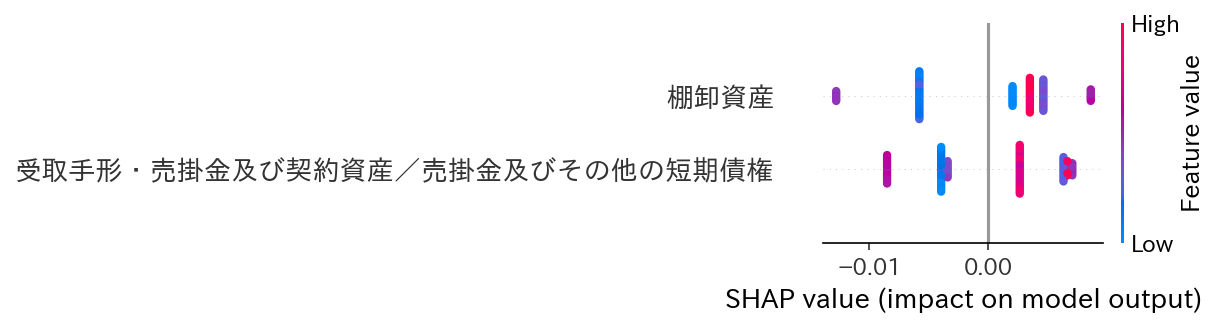 High
棚卸資産
受取手形・売掛金及び契約資産／売掛金及びその他の短期債権
Feature value
Low
−0.01
0.00
SHAP value (impact on model output)